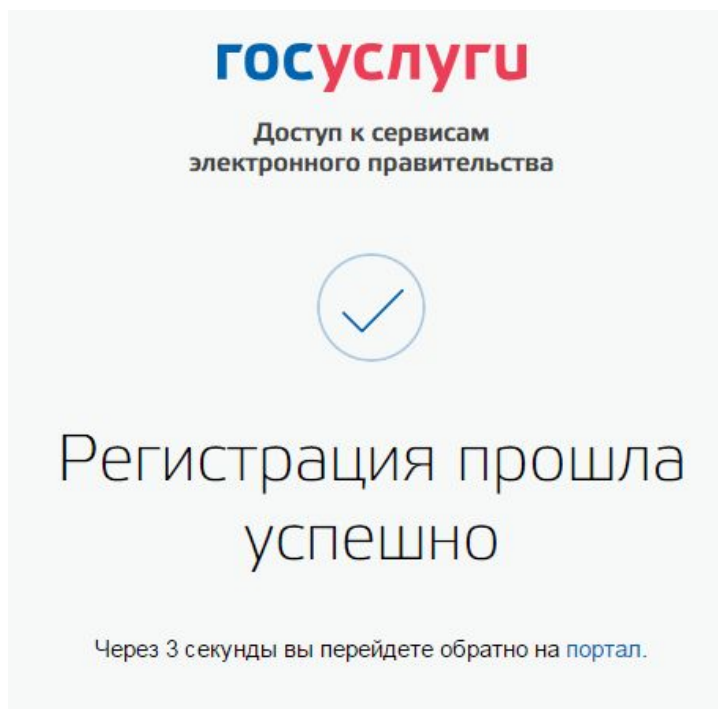 госуслуги
Доступ к сервисам
электронного правительства
Регистрация прошла
успешно
Через 3 секунды вы перейдете обратно на портал.